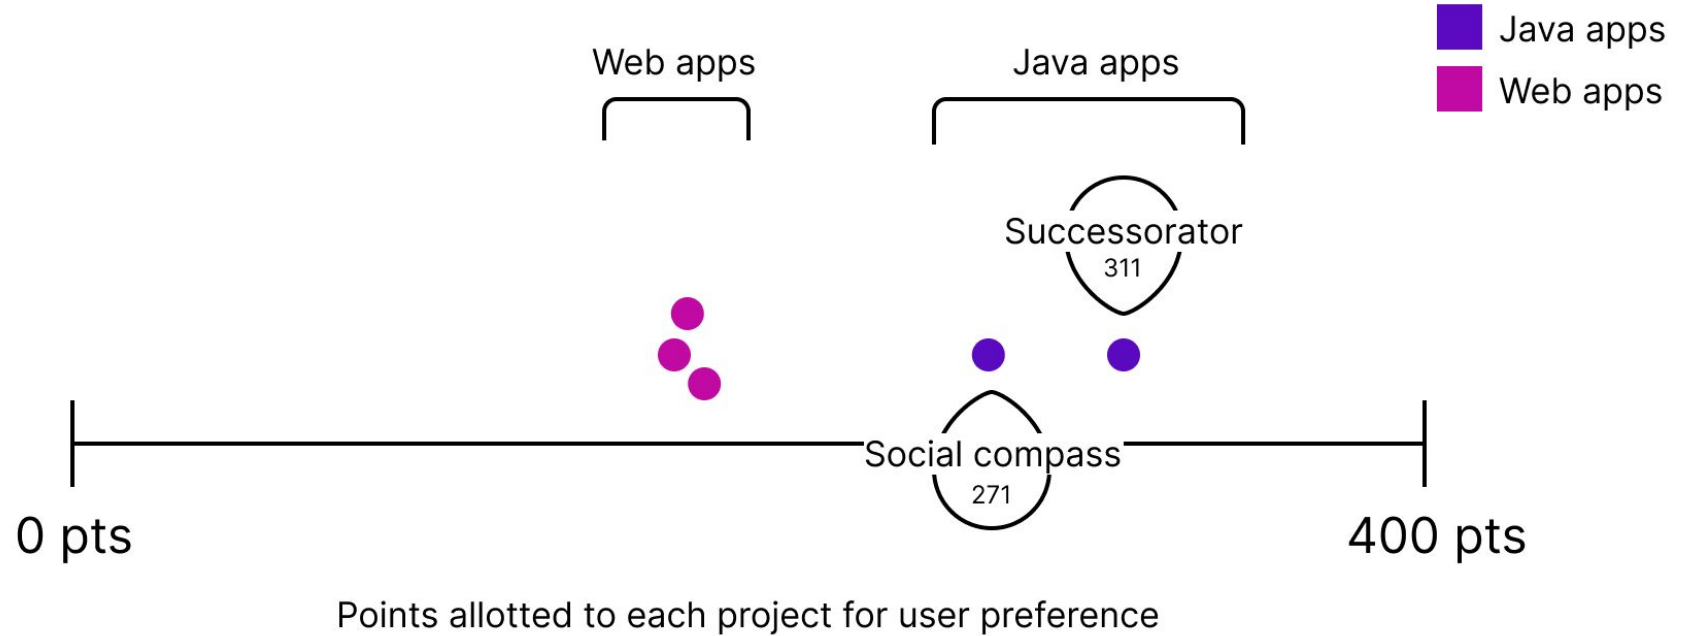 Java apps
Web apps
Web apps
Java apps
Successorator
311
Social compass
271
0 pts
400 pts
Points allotted to each project for user preference